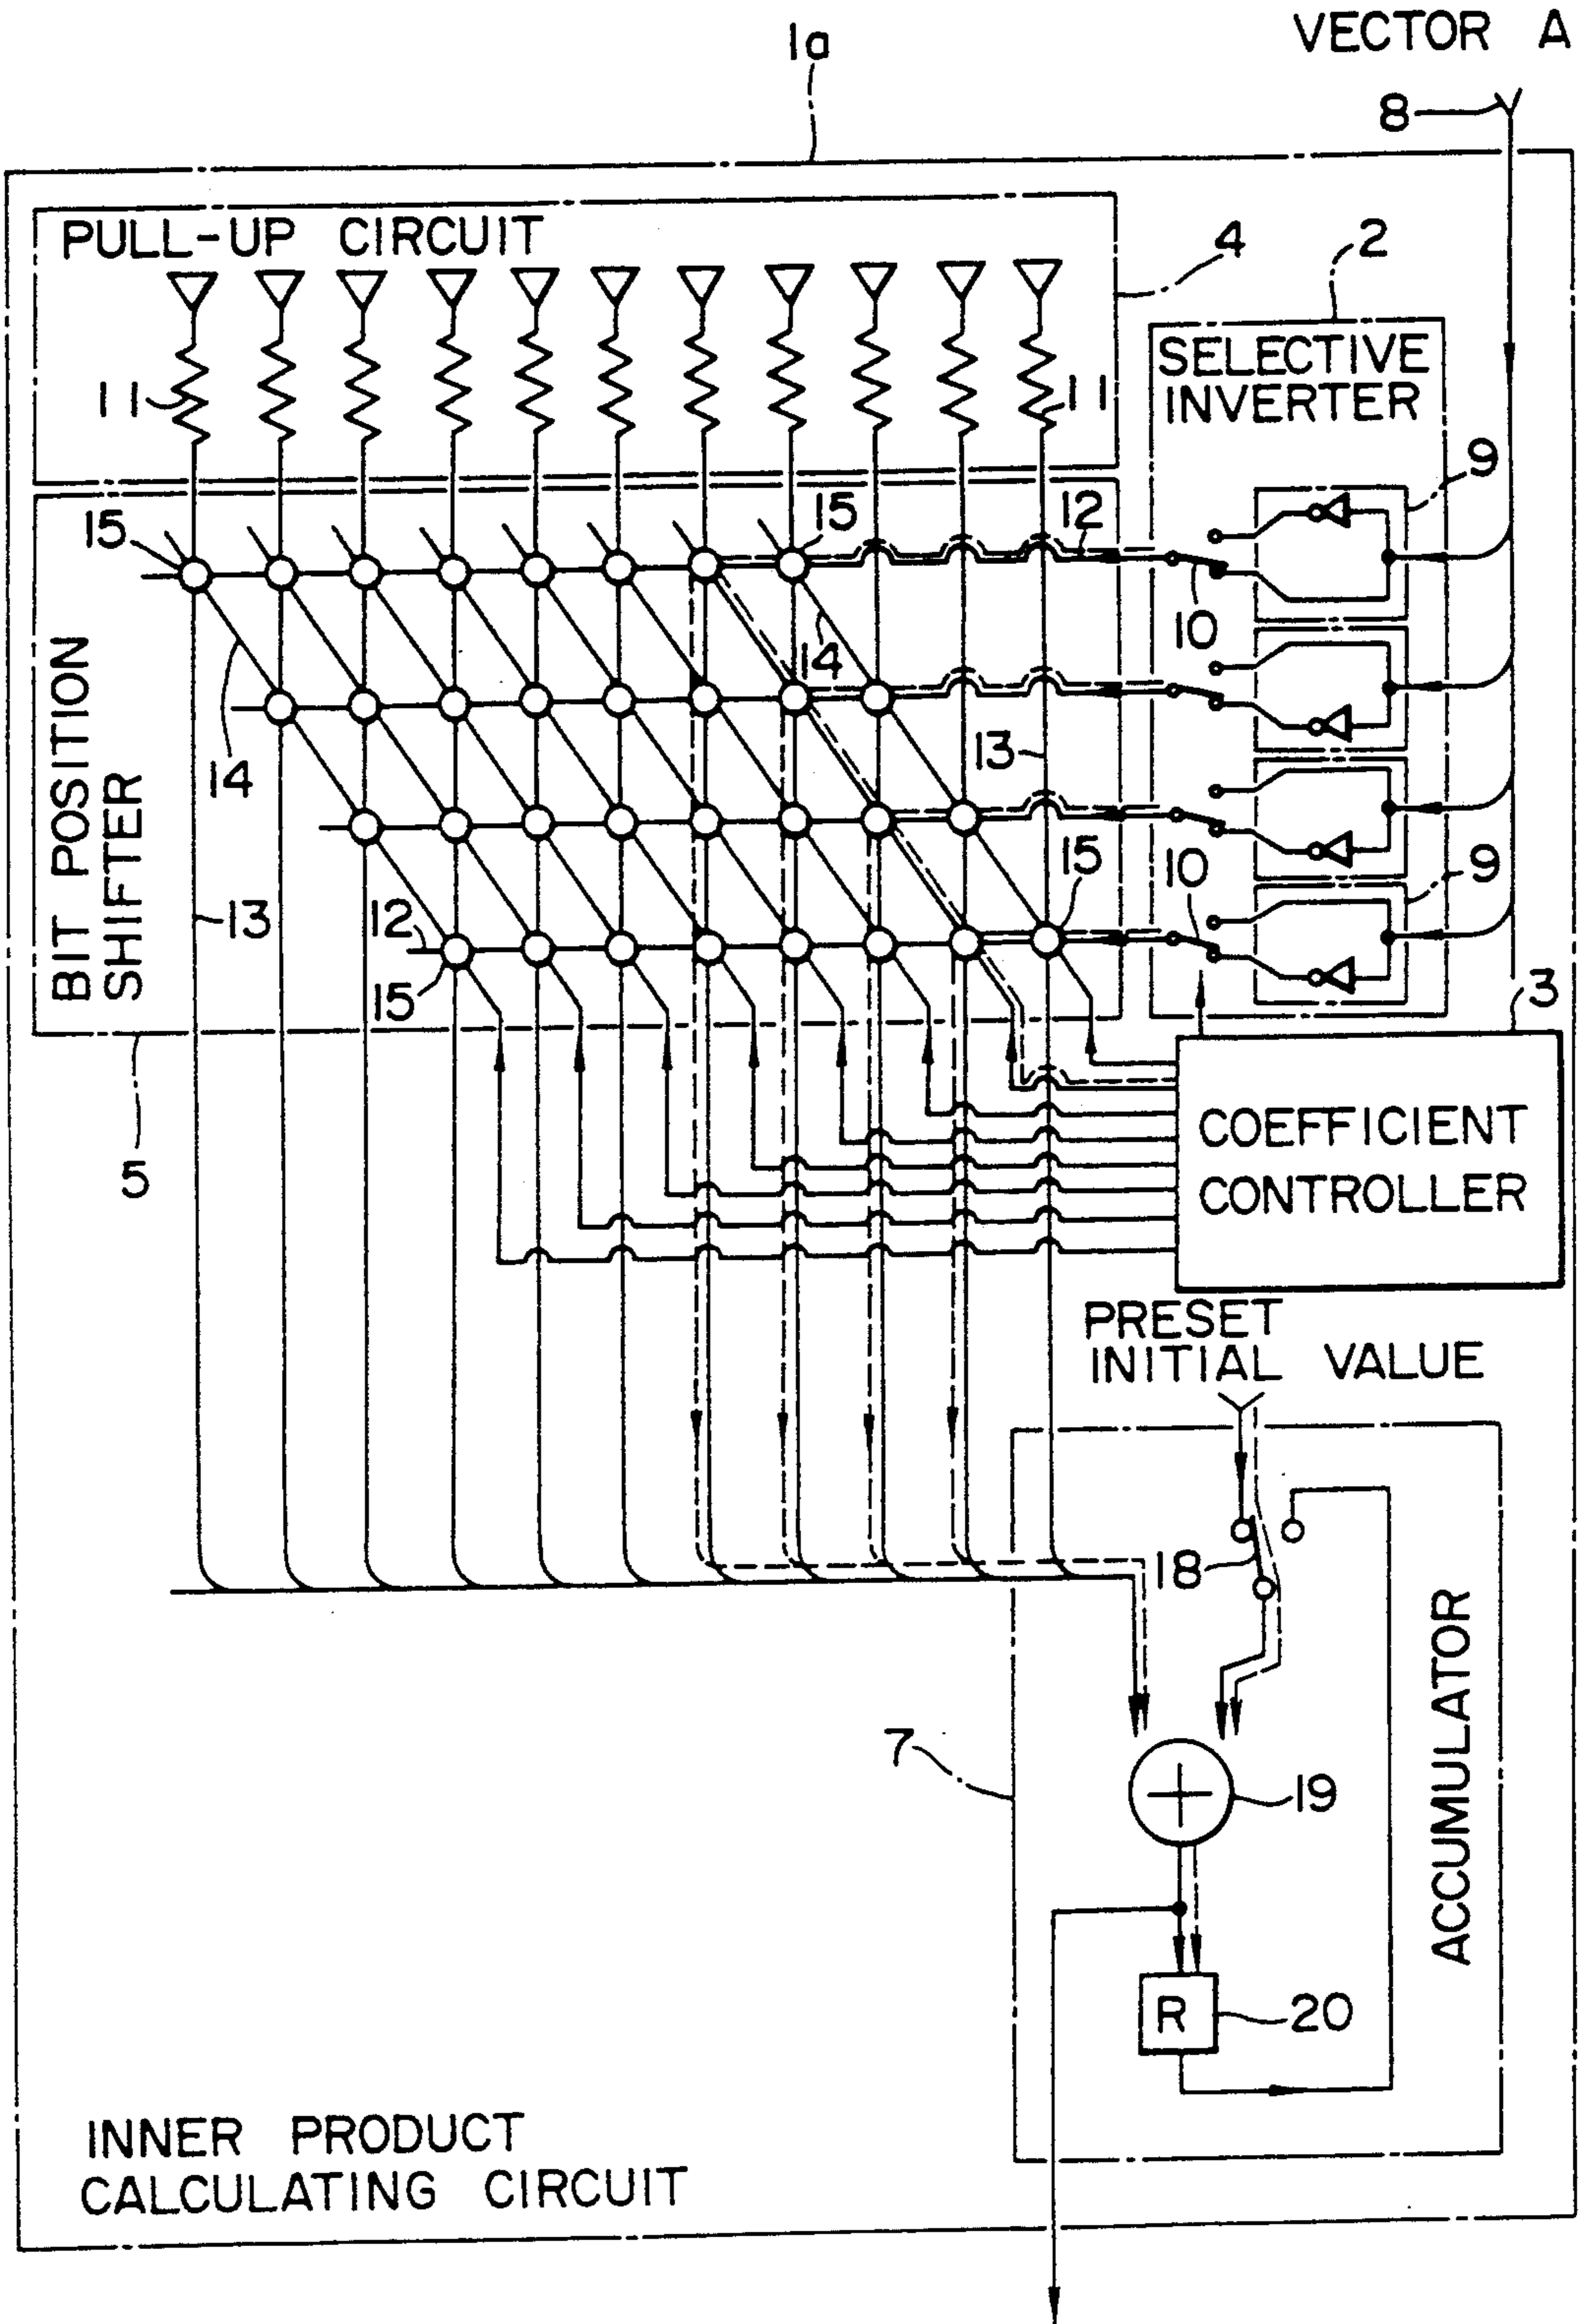 VECTOR A
1a
8
PULL-UP CIRCUIT
4
2
SELECTIVE
INVERTER
11
11
9
15
15
12
10
14
14
BIT POSITION
SHIFTER
13
13
10
9
15
12
15
3
5
COEFFICIENT
CONTROLLER
PRESET
INITIAL VALUE
18
ACCUMULATOR
7
19
R
20
INNER PRODUCT
CALCULATING CIRCUIT